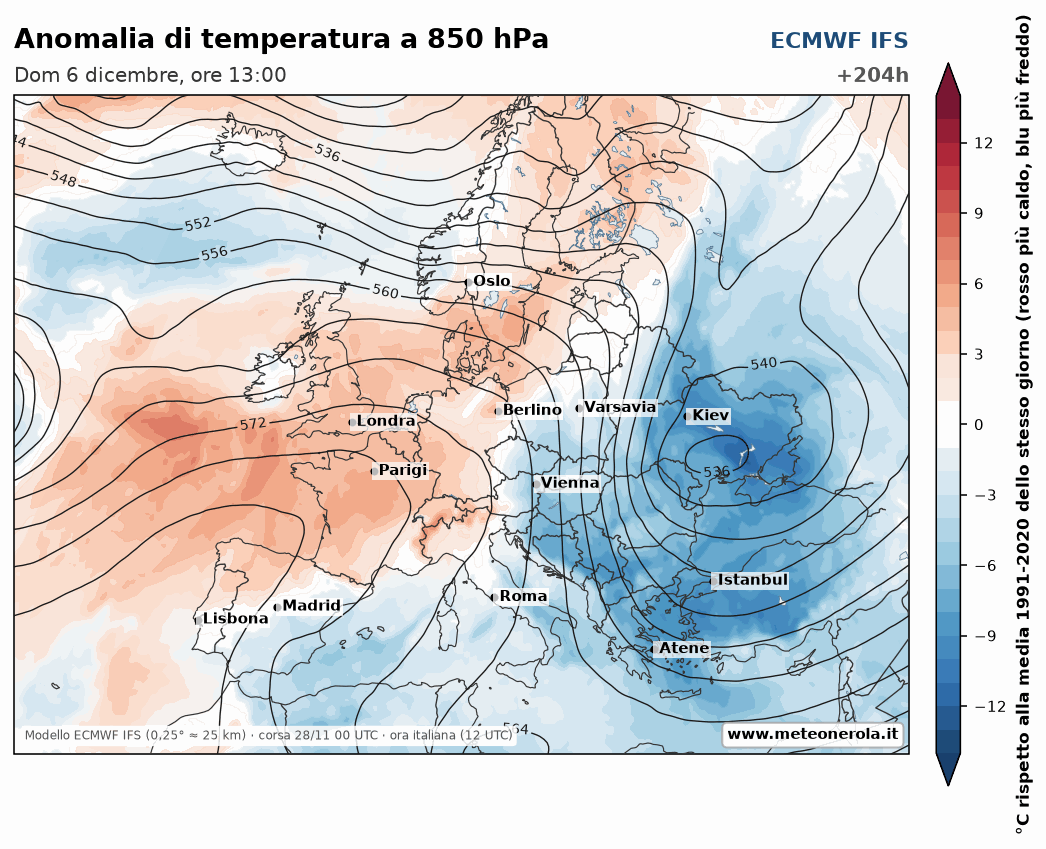 Anomalia di temperatura a 850 hPa
ECMWF IFS
Dom 6 dicembre, ore 13:00
+204h
536
548
552
556
560
Oslo
540
572
Londra
Berlino
Varsavia
Kiev
Parigi
Vienna
536
Istanbul
Roma
Madrid
Lisbona
Atene
Modello ECMWF IFS (0,25° ≈ 25 km) · corsa 28/11 00 UTC · ora italiana (12 UTC)
www.meteonerola.it
12
9
6
3
0
−3
−6
−9
−12
°C rispetto alla media 1991-2020 dello stesso giorno (rosso più caldo, blu più freddo)